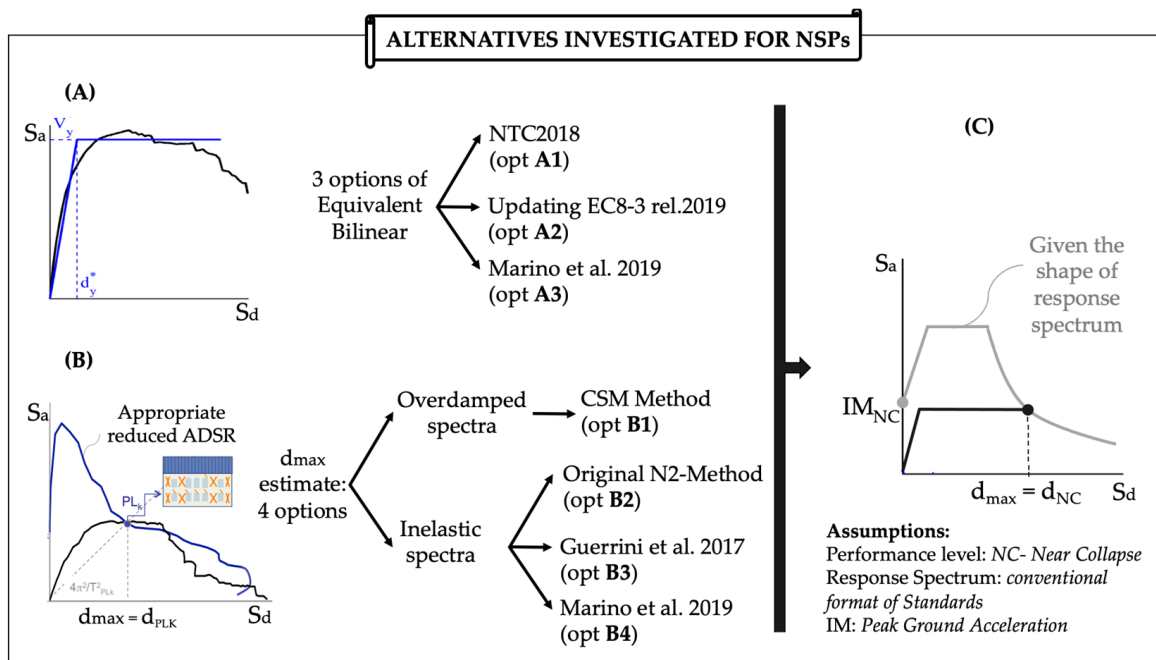 ALTERNATIVES INVESTIGATED FOR NSPs
(A)
Sa
Vy
d*y
Sd
3 options of
Equivalent
Bilinear
NTC2018
(opt A1)
Updating EC8-3 rel.2019
(opt A2)
Marino et al. 2019
(opt A3)
(B)
Sa
Appropriate
reduced ADSR
PLk
4π²/T²PLk
dmax = dPLK
Sd
dmax
estimate:
4 options
Overdamped
spectra
CSM Method
(opt B1)
Inelastic
spectra
Original N2-Method
(opt B2)
Guerrini et al. 2017
(opt B3)
Marino et al. 2019
(opt B4)
(C)
Sa
Given the
shape of
response
spectrum
IMNC
dmax = dNC
Sd
Assumptions:
Performance level: NC- Near Collapse
Response Spectrum: conventional
format of Standards
IM: Peak Ground Acceleration